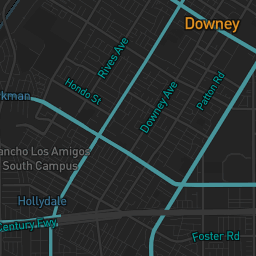 Downey
Rives Ave
Hondo St
Downey Ave
Patton Rd
rkman
ancho Los Amigos
South Campus
Hollydale
Century Fwy
Foster Rd